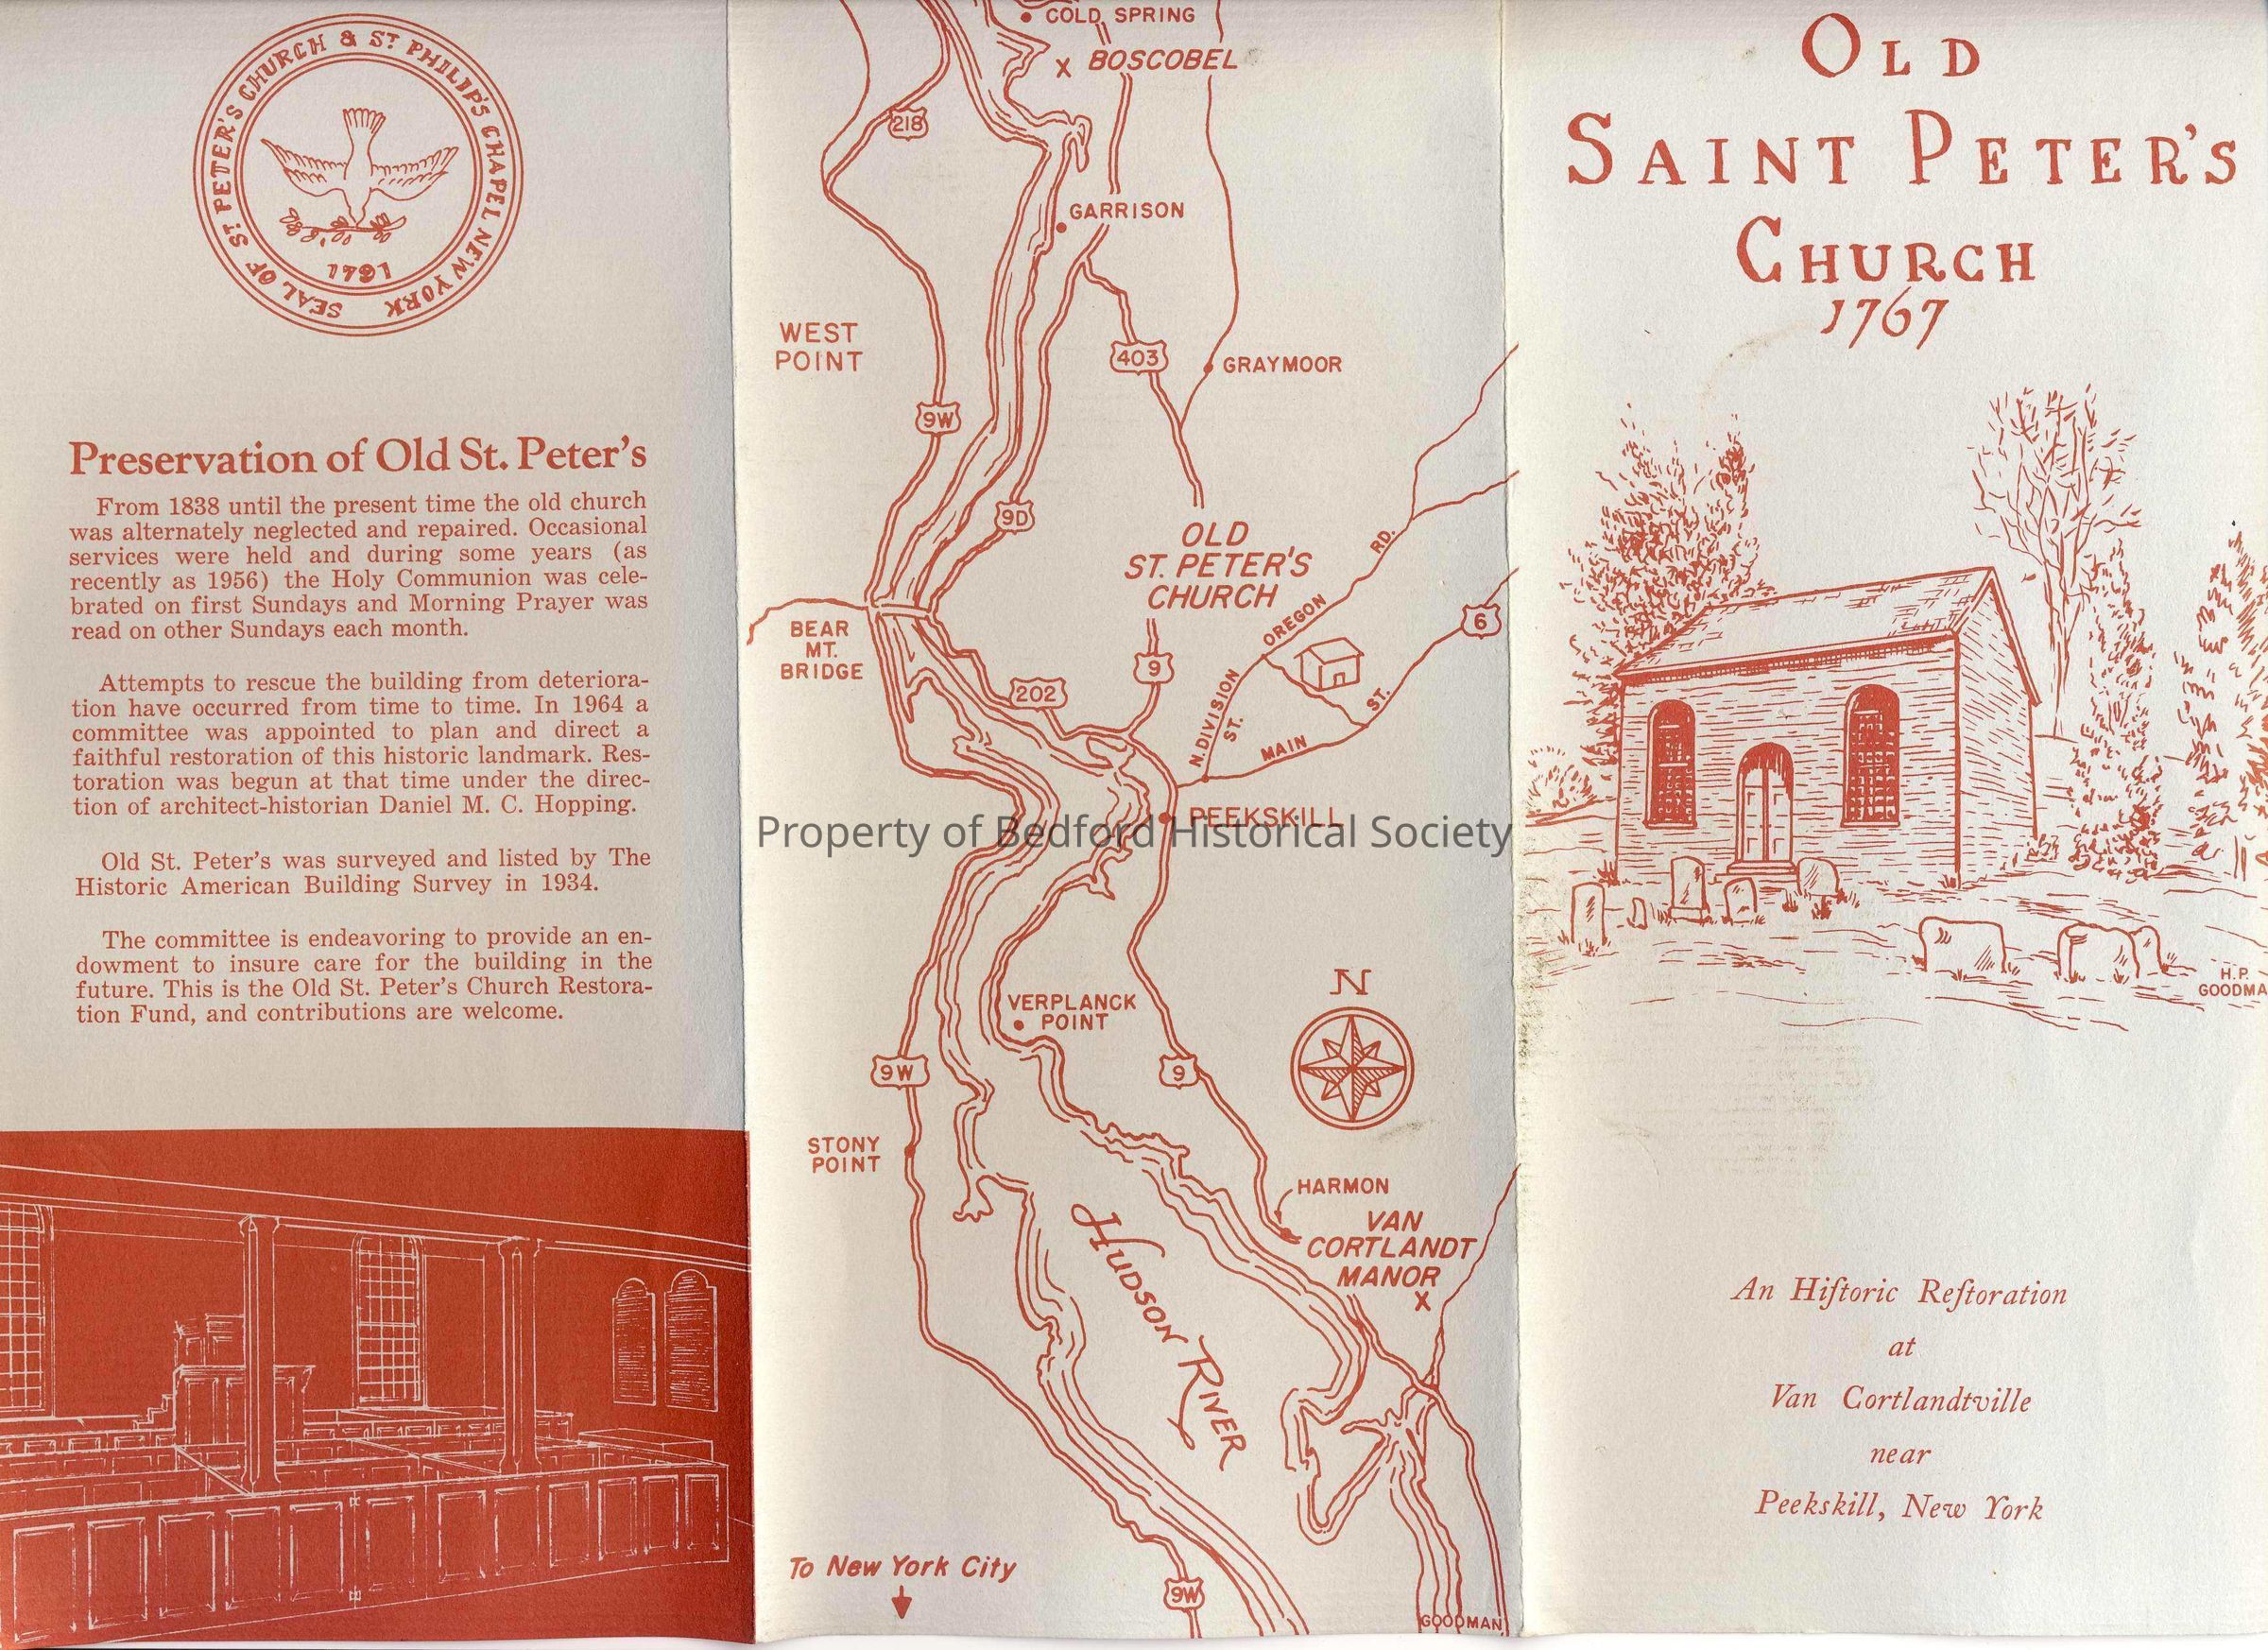 SEAL OF ST. PETER'S CHURCH & ST. PHILIP'S CHAPEL NEW YORK
1791
Preservation of Old St. Peter's
From 1838 until the present time the old church
was alternately neglected and repaired. Occasional
services were held and during some years (as
recently as 1956) the Holy Communion was cele-
brated on first Sundays and Morning Prayer was
read on other Sundays each month.
Attempts to rescue the building from deteriora-
tion have occurred from time to time. In 1964 a
committee was appointed to plan and direct a
faithful restoration of this historic landmark. Res-
toration was begun at that time under the direc-
tion of architect-historian Daniel M. C. Hopping.
Old St. Peter's was surveyed and listed by The
Historic American Building Survey in 1934.
The committee is endeavoring to provide an en-
dowment to insure care for the building in the
future. This is the Old St. Peter's Church Restora-
tion Fund, and contributions are welcome.
COLD SPRING
X BOSCOBEL
218
GARRISON
WEST
POINT
403
GRAYMOOR
9W
9D
OLD
ST. PETER'S
CHURCH
OREGON RD.
6
BEAR
MT.
BRIDGE
9
202
N. DIVISION
ST.
MAIN ST.
PEEKSKILL
Property of Bedford Historical Society
N
VERPLANCK
POINT
9W
9
STONY
POINT
HARMON
VAN
CORTLANDT
MANOR
X
HUDSON RIVER
To New York City
9W
GOODMAN
OLD
SAINT PETER'S
CHURCH
1767
H.P.
GOODMA
An Hiſtoric Reſtoration
at
Van Cortlandtville
near
Peekskill, New York